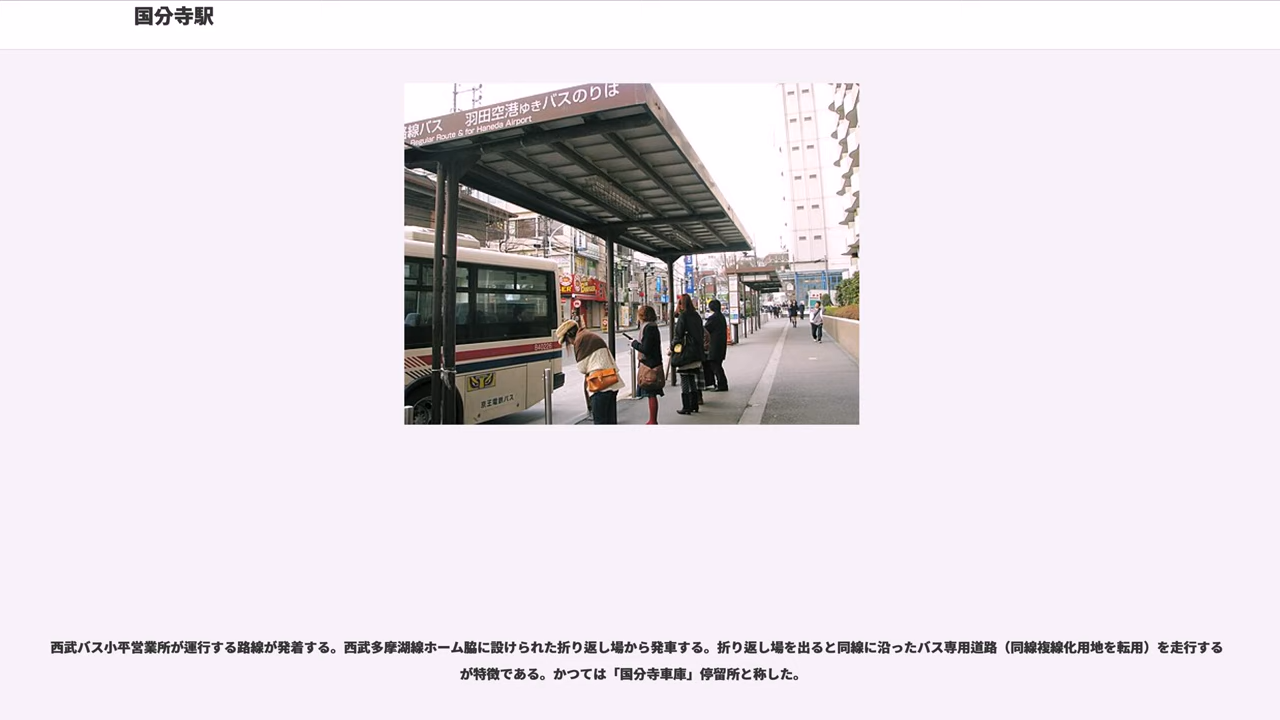 国分寺駅
路線バス 羽田空港ゆきバスのりば
Regular Route & for Haneda Airport
B40226
京王電鉄バス
西武バス小平営業所が運行する路線が発着する。西武多摩湖線ホーム脇に設けられた折り返し場から発車する。折り返し場を出ると同線に沿ったバス専用道路（同線複線化用地を転用）を走行する
が特徴である。かつては「国分寺車庫」停留所と称した。